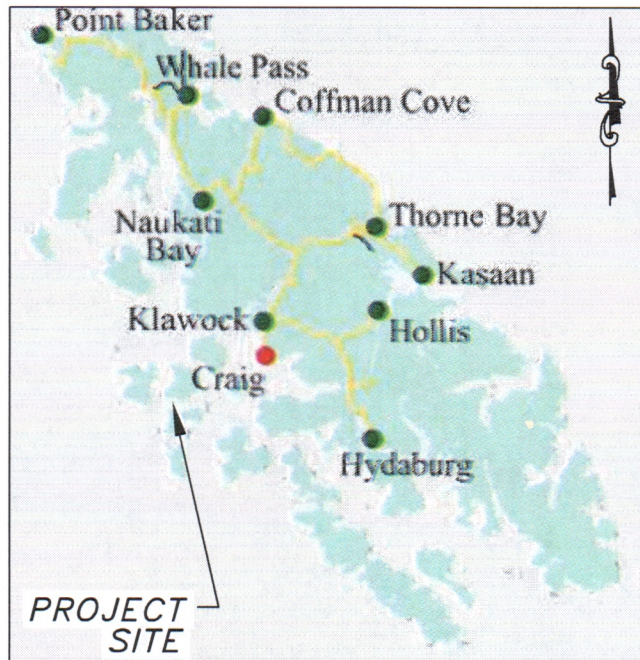 Point Baker
Whale Pass
Coffman Cove
Naukati
Bay
Thorne Bay
Kasaan
Klawock
Hollis
Craig
Hydaburg
PROJECT
SITE